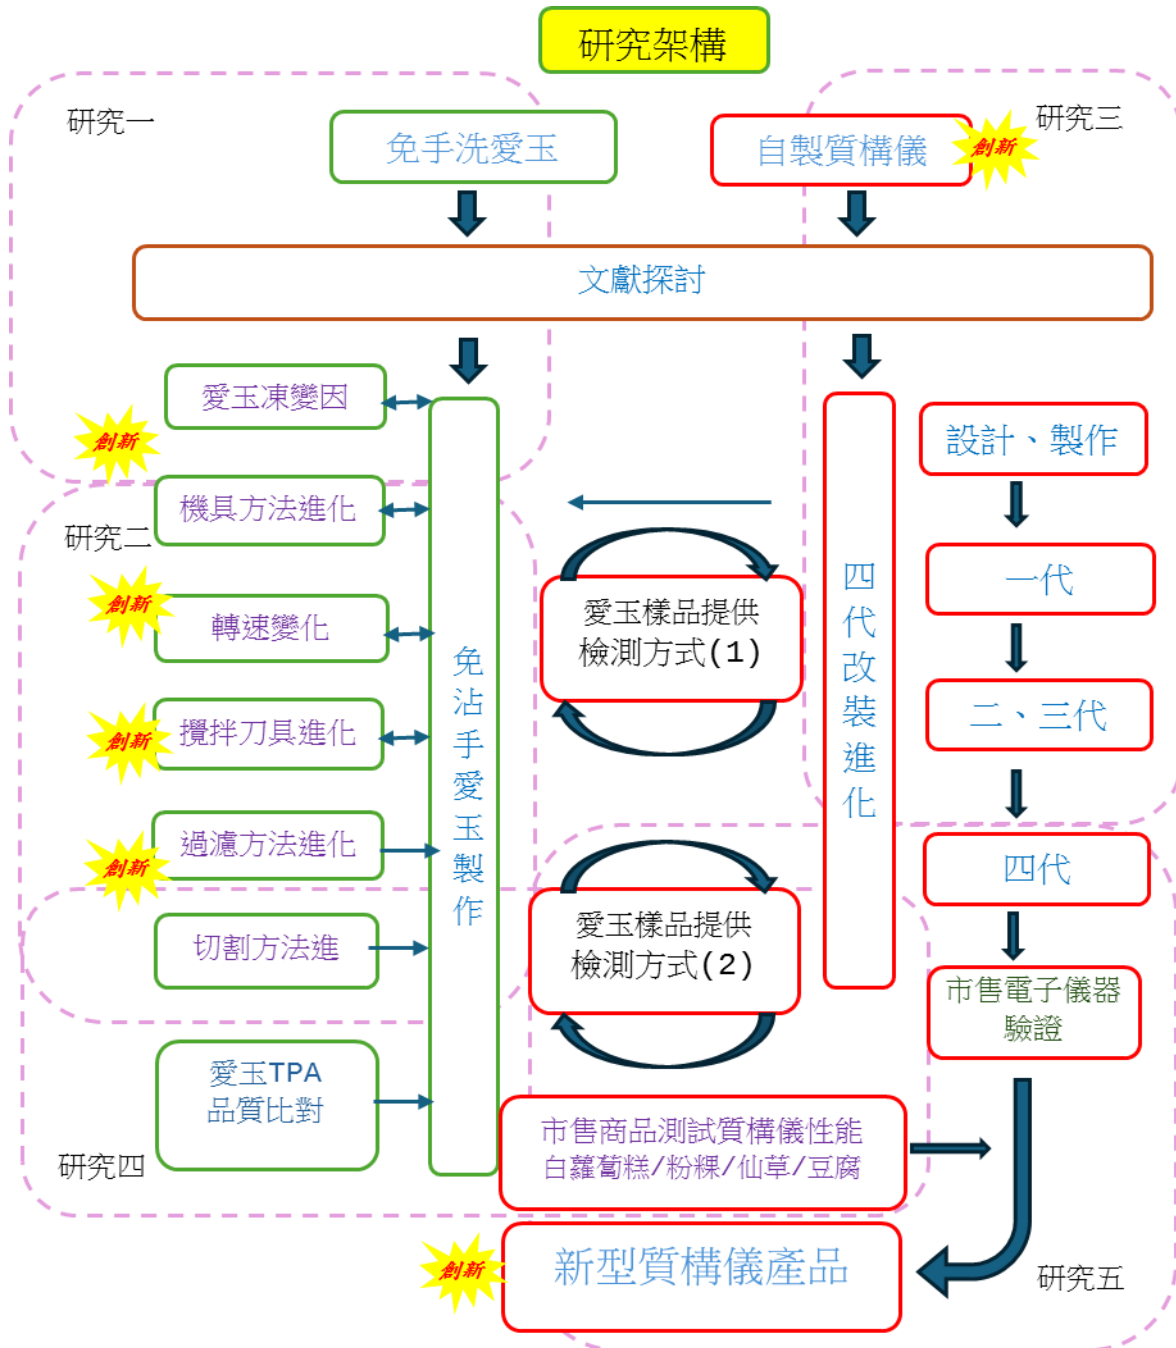 研究架構
研究一
免手洗愛玉
自製質構儀
創新
研究三
文獻探討
愛玉凍變因
創新
研究二
機具方法進化
創新
轉速變化
創新
攪拌刀具進化
創新
過濾方法進化
切割方法進
愛玉TPA
品質比對
研究四
免沾手愛玉製作
愛玉樣品提供
檢測方式(1)
愛玉樣品提供
檢測方式(2)
四代改裝進化
設計、製作
一代
二、三代
四代
市售電子儀器
驗證
市售商品測試質構儀性能
白蘿蔔糕/粉粿/仙草/豆腐
創新
新型質構儀產品
研究五